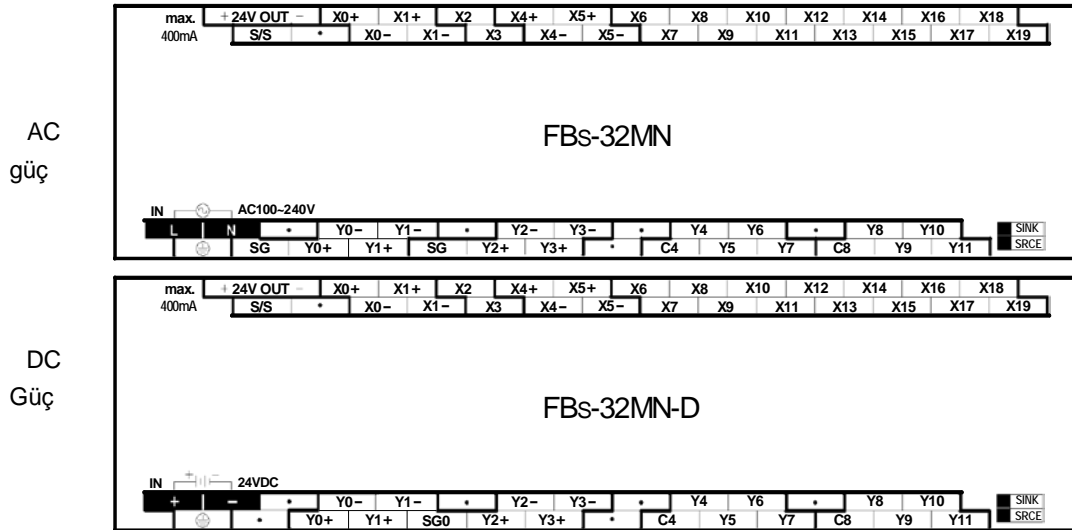 max. + 24V OUT − X0+ X1+ X2 X4+ X5+ X6 X8 X10 X12 X14 X16 X18
400mA S/S • X0− X1− X3 X4− X5− X7 X9 X11 X13 X15 X17 X19
AC
güç
FBs-32MN
IN AC100~240V
L N • Y0− Y1− • Y2− Y3− • Y4 Y6 • Y8 Y10 SINK
SG Y0+ Y1+ SG Y2+ Y3+ • C4 Y5 Y7 C8 Y9 Y11 SRCE
max. + 24V OUT − X0+ X1+ X2 X4+ X5+ X6 X8 X10 X12 X14 X16 X18
400mA S/S • X0− X1− X3 X4− X5− X7 X9 X11 X13 X15 X17 X19
DC
Güç
FBs-32MN-D
IN + − 24VDC
+ − • Y0− Y1− • Y2− Y3− • Y4 Y6 • Y8 Y10 SINK
• Y0+ Y1+ SG0 Y2+ Y3+ • C4 Y5 Y7 C8 Y9 Y11 SRCE